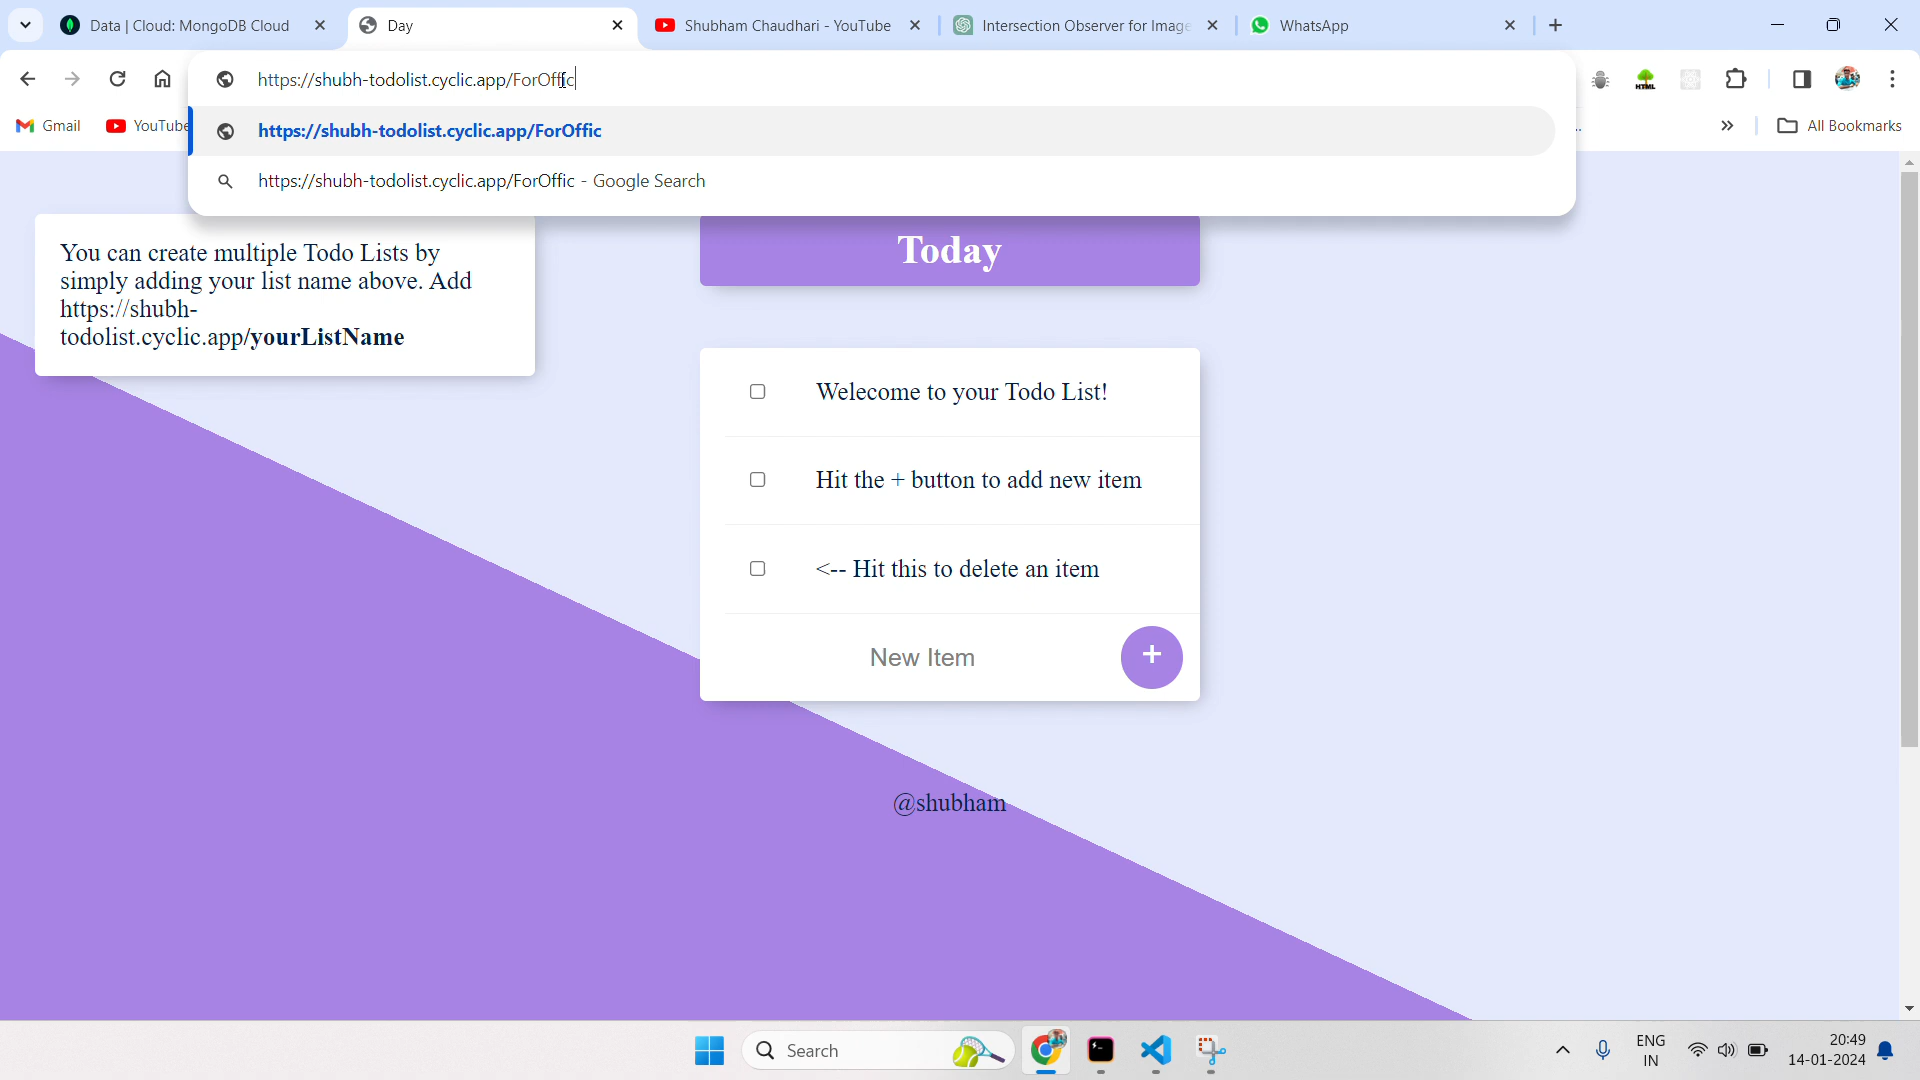 Data | Cloud: MongoDB Cloud
Day
Shubham Chaudhari - YouTube
Intersection Observer for Image
WhatsApp
https://shubh-todolist.cyclic.app/ForOffic
HTML
Gmail
YouTube
https://shubh-todolist.cyclic.app/ForOffic
All Bookmarks
https://shubh-todolist.cyclic.app/ForOffic - Google Search
You can create multiple Todo Lists by
simply adding your list name above. Add
https://shubh-
todolist.cyclic.app/yourListName
Today
Welecome to your Todo List!
Hit the + button to add new item
<-- Hit this to delete an item
New Item
+
@shubham
Search
ENG
IN
20:49
14-01-2024